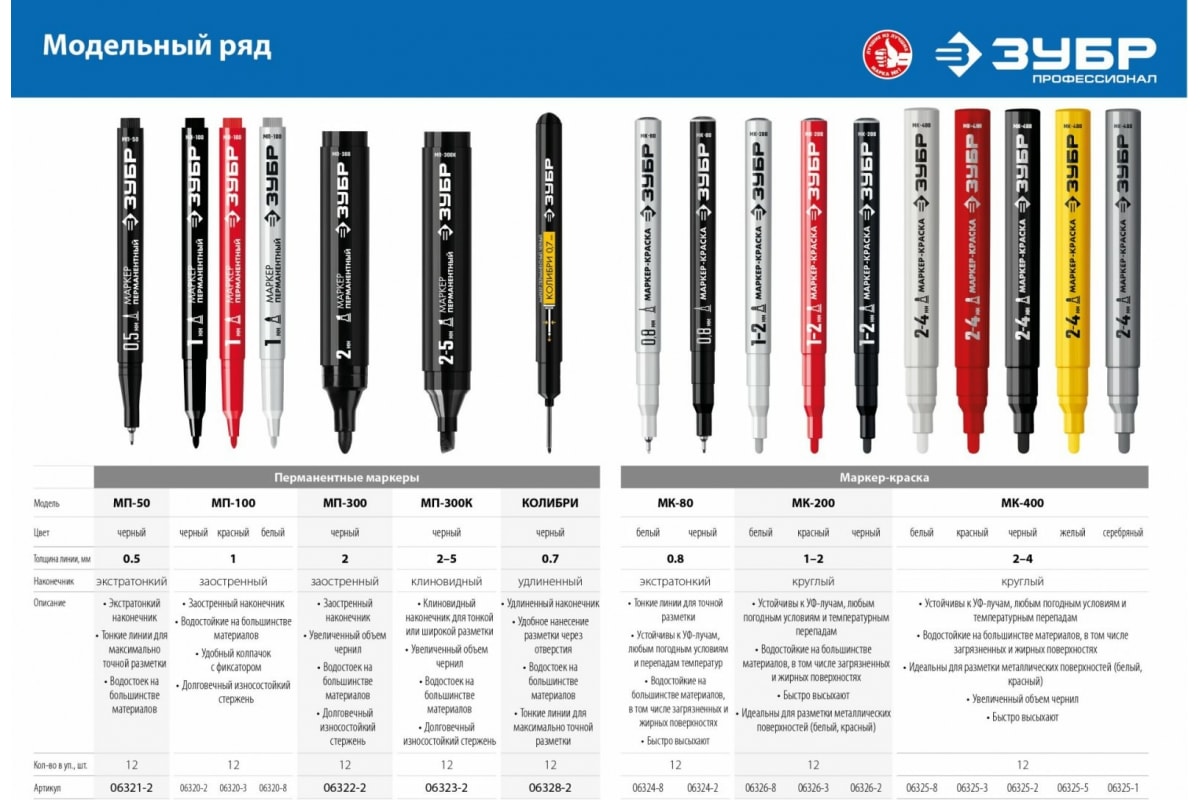 Модельный ряд
ЛУЧШИЕ ИЗ ЛУЧШИХ
МАРКА №1
ЗУБР
ПРОФЕССИОНАЛ
МП-50 ЗУБР МАРКЕР ПЕРМАНЕНТНЫЙ 0.5 мм
МП-100 ЗУБР МАРКЕР ПЕРМАНЕНТНЫЙ 1 мм
МП-100 ЗУБР МАРКЕР ПЕРМАНЕНТНЫЙ 1 мм
МП-100 ЗУБР МАРКЕР ПЕРМАНЕНТНЫЙ 1 мм
МП-300 ЗУБР МАРКЕР ПЕРМАНЕНТНЫЙ 2 мм
МП-300К ЗУБР МАРКЕР ПЕРМАНЕНТНЫЙ 2-5 мм
ЗУБР КОЛИБРИ 0.7 мм
МК-80 ЗУБР МАРКЕР-КРАСКА 0.8 мм
МК-80 ЗУБР МАРКЕР-КРАСКА 0.8 мм
МК-200 ЗУБР МАРКЕР-КРАСКА 1-2 мм
МК-200 ЗУБР МАРКЕР-КРАСКА 1-2 мм
МК-200 ЗУБР МАРКЕР-КРАСКА 1-2 мм
МК-400 ЗУБР МАРКЕР-КРАСКА 2-4 мм
МК-400 ЗУБР МАРКЕР-КРАСКА 2-4 мм
МК-400 ЗУБР МАРКЕР-КРАСКА 2-4 мм
МК-400 ЗУБР МАРКЕР-КРАСКА 2-4 мм
МК-400 ЗУБР МАРКЕР-КРАСКА 2-4 мм
Перманентные маркеры Маркер-краска
Модель МП-50 МП-100 МП-300 МП-300К КОЛИБРИ МК-80 МК-200 МК-400
Цвет черный черный красный белый черный черный черный белый черный белый красный черный белый красный черный желый серебряный
Толщина линии, мм 0.5 1 2 2–5 0.7 0.8 1–2 2–4
Наконечник экстратонкий заостренный заостренный клиновидный удлиненный экстратонкий круглый круглый
Описание
• Экстратонкий
наконечник
• Тонкие линии для
максимально
точной разметки
• Водостоек на
большинстве
материалов
• Заостренный наконечник
• Водостойкие на большинстве
материалов
• Удобный колпачок
с фиксатором
• Долговечный износостойкий
стержень
• Заостренный
наконечник
• Увеличенный объем
чернил
• Водостоек на
большинстве
материалов
• Долговечный
износостойкий
стержень
• Клиновидный
наконечник для тонкой
или широкой разметки
• Увеличенный объем
чернил
• Водостоек на
большинстве
материалов
• Долговечный
износостойкий стержень
• Удлиненный наконечник
• Удобное нанесение
разметки через
отверстия
• Водостоек на
большинстве
материалов
• Тонкие линии для
максимально точной
разметки
• Тонкие линии для точной
разметки
• Устойчивы к УФ-лучам,
любым погодным условиям
и перепадам температур
• Водостойкие на
большинстве материалов,
в том числе загрязненных и
жирных поверхностях
• Быстро высыхают
• Устойчивы к УФ-лучам, любым
погодным условиям и температурным
перепадам
• Водостойкие на большинстве
материалов, в том числе загрязненных
и жирных поверхностях
• Быстро высыхают
• Идеальны для разметки металлических
поверхностей (белый, красный)
• Устойчивы к УФ-лучам, любым погодным условиям и
температурным перепадам
• Водостойкие на большинстве материалов, в том числе
загрязненных и жирных поверхностях
• Идеальны для разметки металлических поверхностей (белый,
красный)
• Увеличенный объем чернил
• Быстро высыхают
Кол-во в уп., шт. 12 12 12 12 12 12 12 12
Артикул 06321-2 06320-2 06320-3 06320-8 06322-2 06323-2 06328-2 06324-8 06324-2 06326-8 06326-3 06326-2 06325-8 06325-3 06325-2 06325-5 06325-1